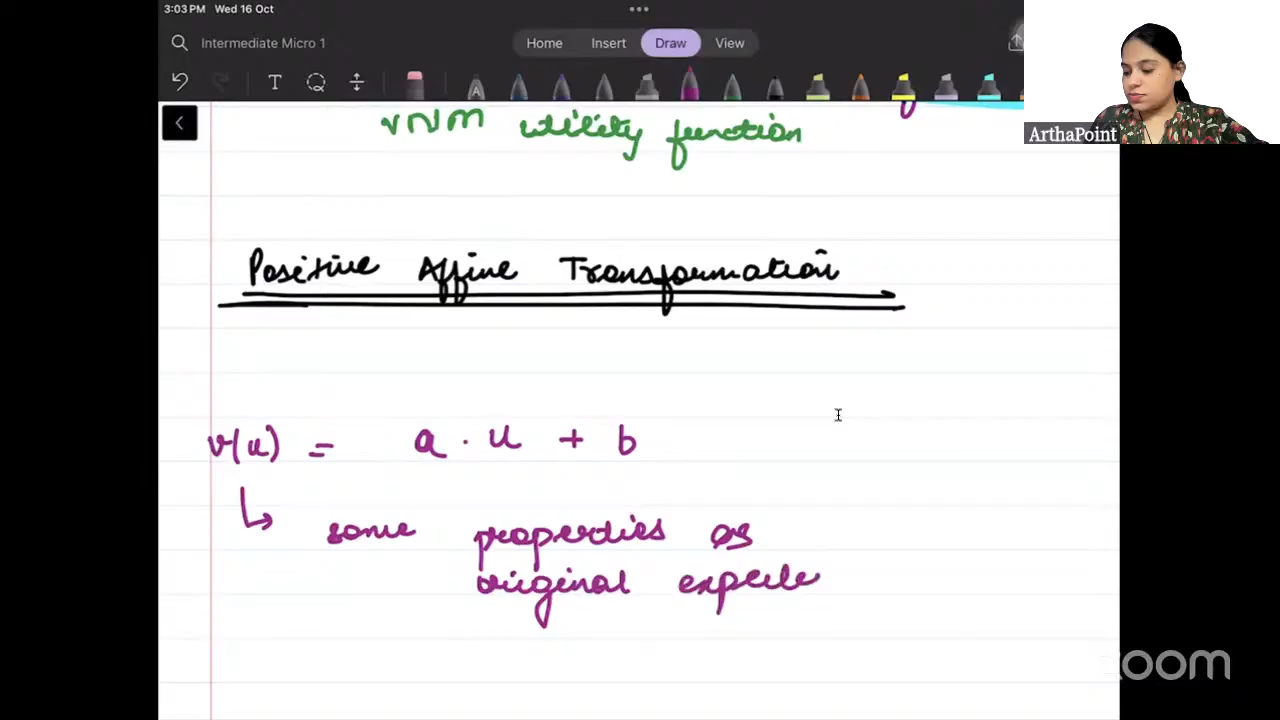 3:03 PM Wed 16 Oct
Intermediate Micro 1
Home Insert Draw View
ArthaPoint
vNM utility function
Positive Affine Transformation
v(u) = a . u + b
same properties as
original expecte
zoom